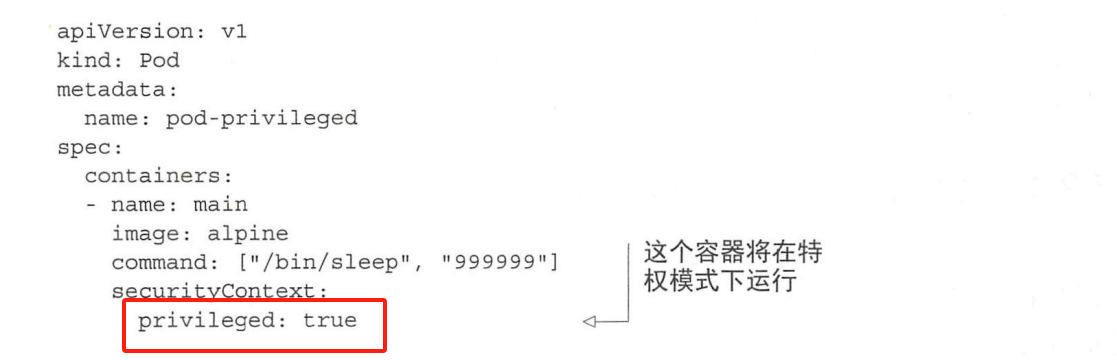 apiVersion: v1
kind: Pod
metadata:
  name: pod-privileged
spec:
  containers:
  - name: main
    image: alpine
    command: ["/bin/sleep", "999999"]
    securityContext:
      privileged: true
这个容器将在特
权模式下运行